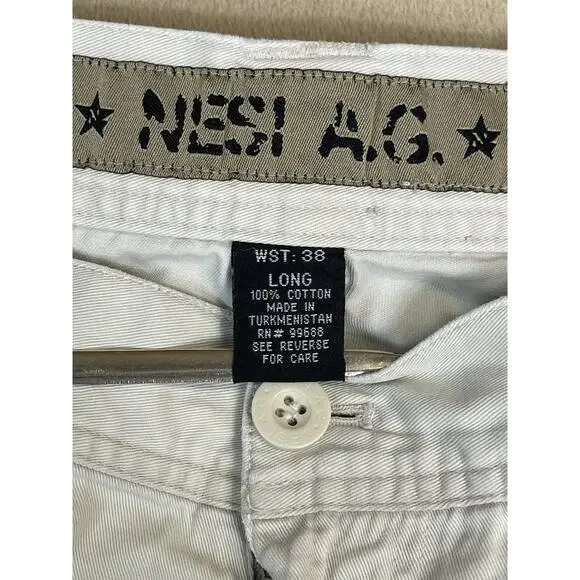 NESI A.G.
WST: 38
LONG
100% COTTON
MADE IN
TURKMENISTAN
RN# 99688
SEE REVERSE
FOR CARE